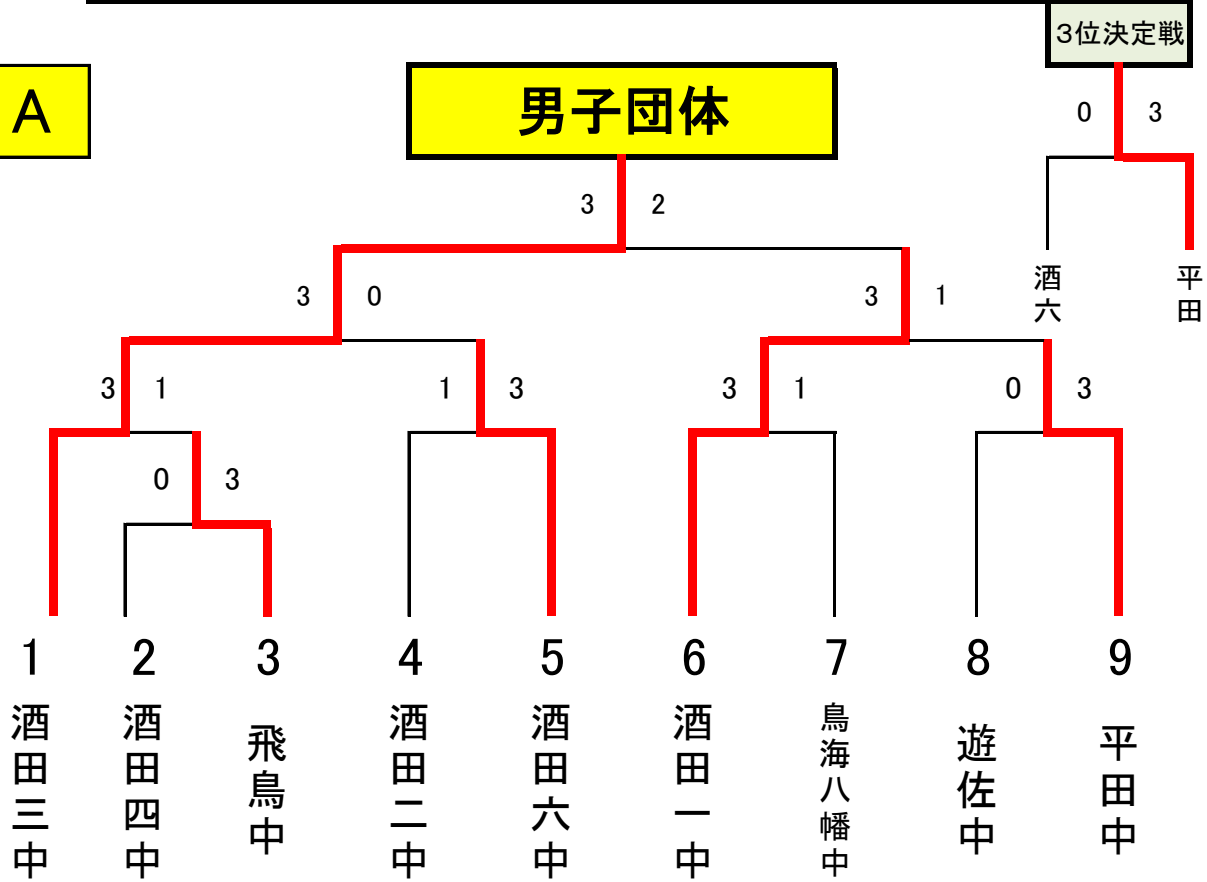 3位決定戦
A
男子団体
0 3
3 2
酒六
平田
3 0
3 1
3 1
1 3
3 1
0 3
0 3
1 2 3 4 5 6 7 8 9
酒田三中
酒田四中
飛鳥中
酒田二中
酒田六中
酒田一中
鳥海八幡中
遊佐中
平田中